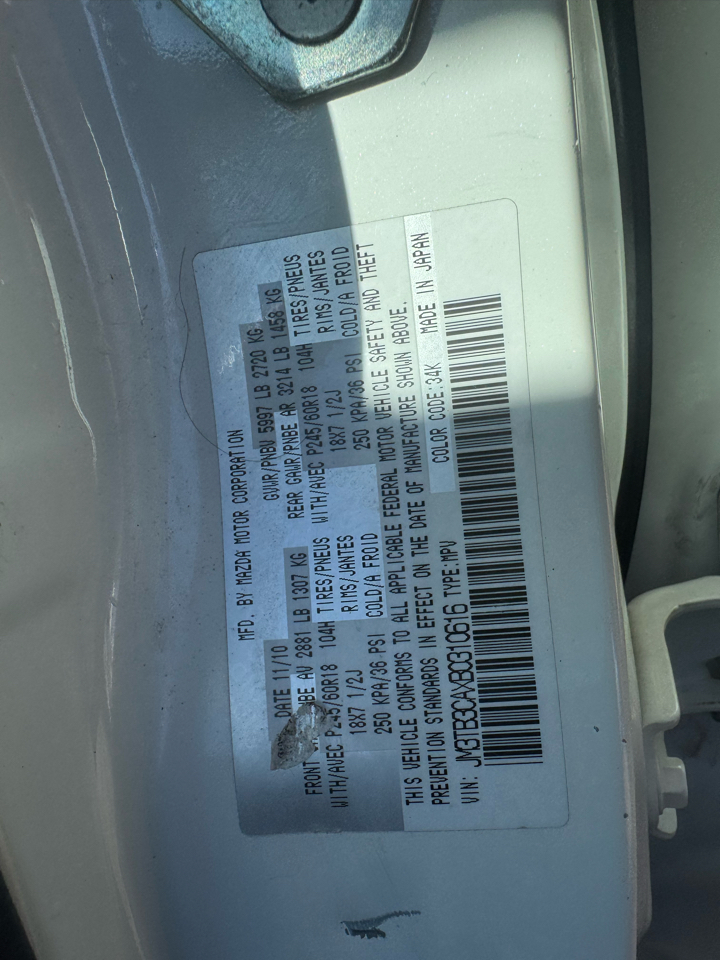 MFD. BY MAZDA MOTOR CORPORATION
DATE 11/10 GVWR/PNBV 5997 LB 2720 KG
FRONT BE AV 2881 LB 1307 KG REAR GAWR/PNBE AR 3214 LB 1458 KG
WITH/AVEC P245/60R18 104H TIRES/PNEUS WITH/AVEC P245/60R18 104H TIRES/PNEUS
18X7 1/2J RIMS/JANTES 18X7 1/2J RIMS/JANTES
250 KPA/36 PSI COLD/A FROID 250 KPA/36 PSI COLD/A FROID
THIS VEHICLE CONFORMS TO ALL APPLICABLE FEDERAL MOTOR VEHICLE SAFETY AND THEFT
PREVENTION STANDARDS IN EFFECT ON THE DATE OF MANUFACTURE SHOWN ABOVE.
VIN: JM3TB3CAXB0310616 TYPE:MPV COLOR CODE:34K MADE IN JAPAN